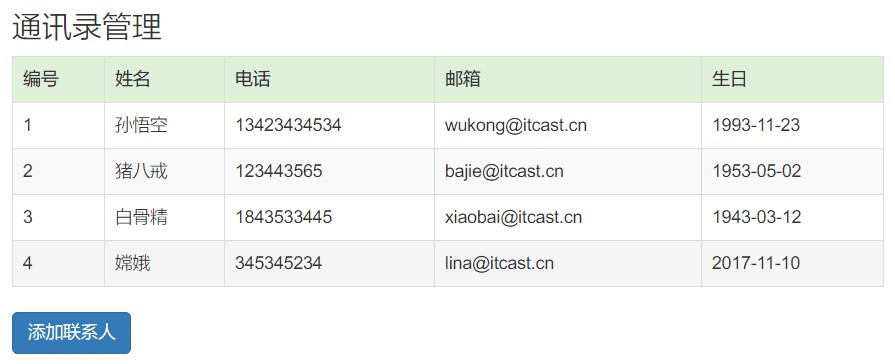 通讯录管理
编号 姓名 电话 邮箱 生日
1 孙悟空 13423434534 wukong@itcast.cn 1993-11-23
2 猪八戒 123443565 bajie@itcast.cn 1953-05-02
3 白骨精 1843533445 xiaobai@itcast.cn 1943-03-12
4 嫦娥 345345234 lina@itcast.cn 2017-11-10
添加联系人